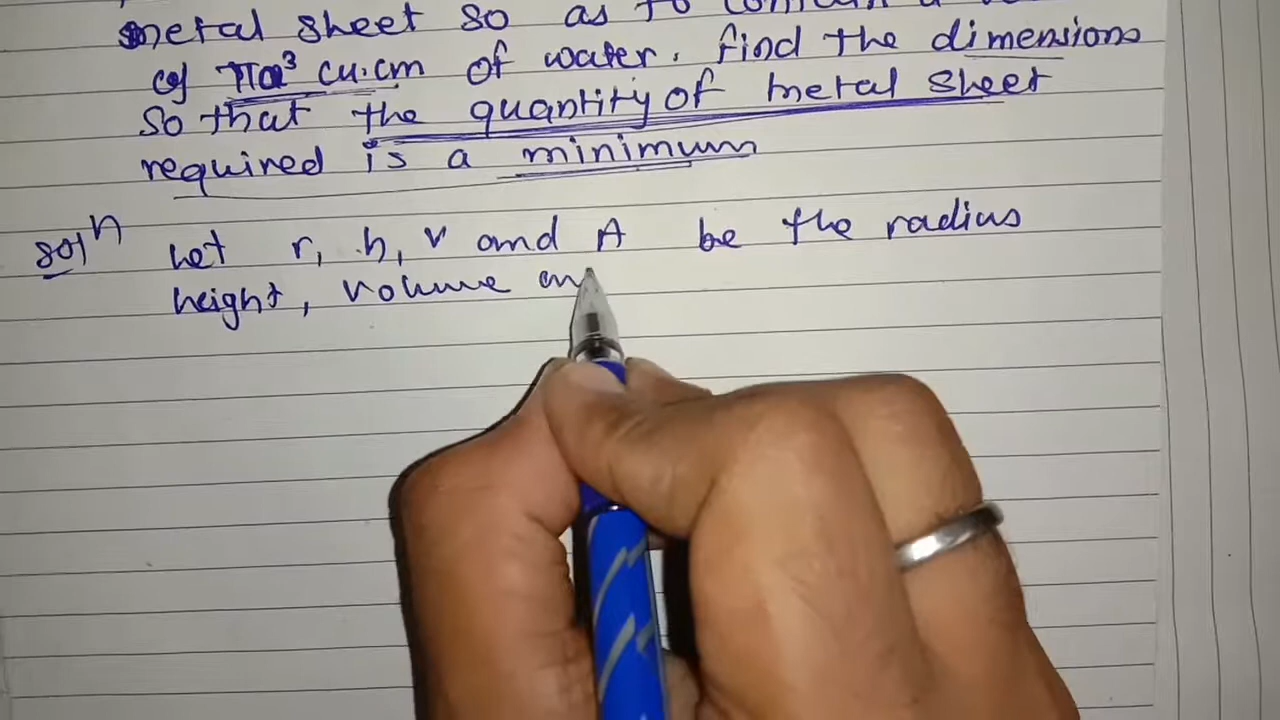 metal sheet so as to
of πa³ cu.cm of water. find the dimensions
So that the quantity of metal sheet
required is a minimum
Solⁿ Let r, h, v and A be the radius
height, volume an